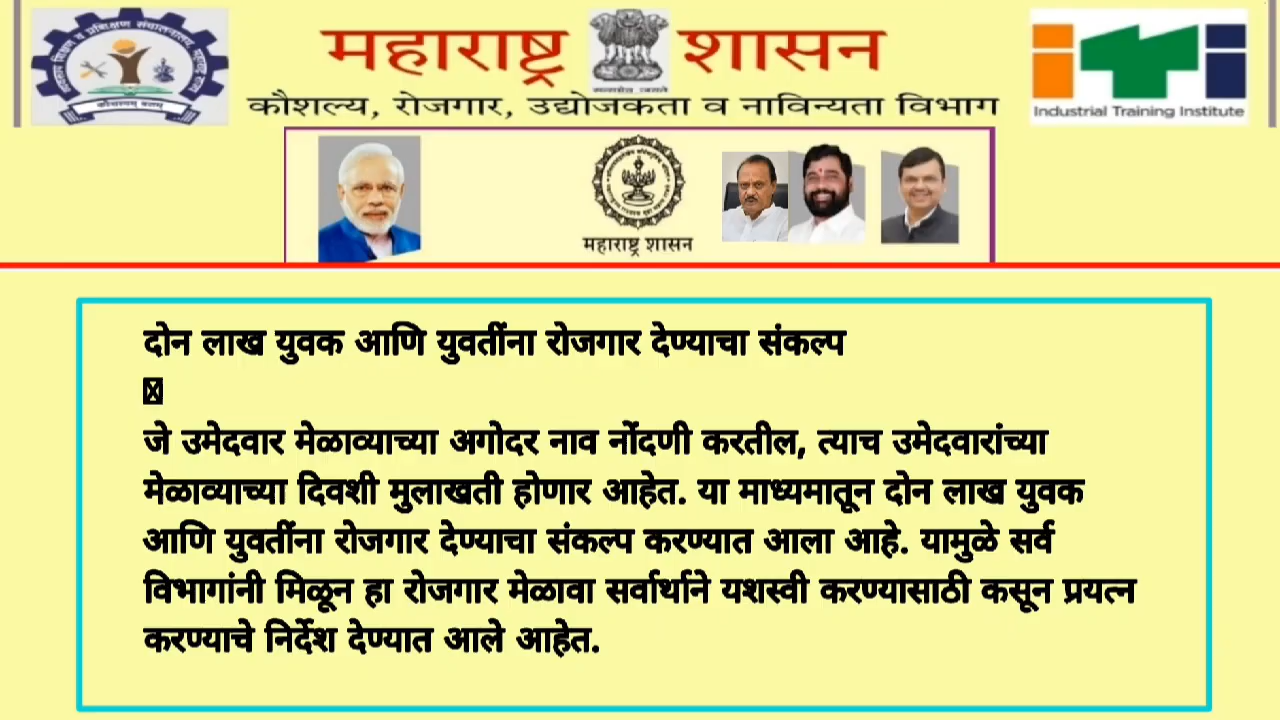 महाराष्ट्र शासन
कौशल्य, रोजगार, उद्योजकता व नाविन्यता विभाग
Industrial Training Institute
महाराष्ट्र शासन
दोन लाख युवक आणि युवतींना रोजगार देण्याचा संकल्प
जे उमेदवार मेळाव्याच्या अगोदर नाव नोंदणी करतील, त्याच उमेदवारांच्या
मेळाव्याच्या दिवशी मुलाखती होणार आहेत. या माध्यमातून दोन लाख युवक
आणि युवतींना रोजगार देण्याचा संकल्प करण्यात आला आहे. यामुळे सर्व
विभागांनी मिळून हा रोजगार मेळावा सर्वार्थाने यशस्वी करण्यासाठी कसून प्रयत्न
करण्याचे निर्देश देण्यात आले आहेत.